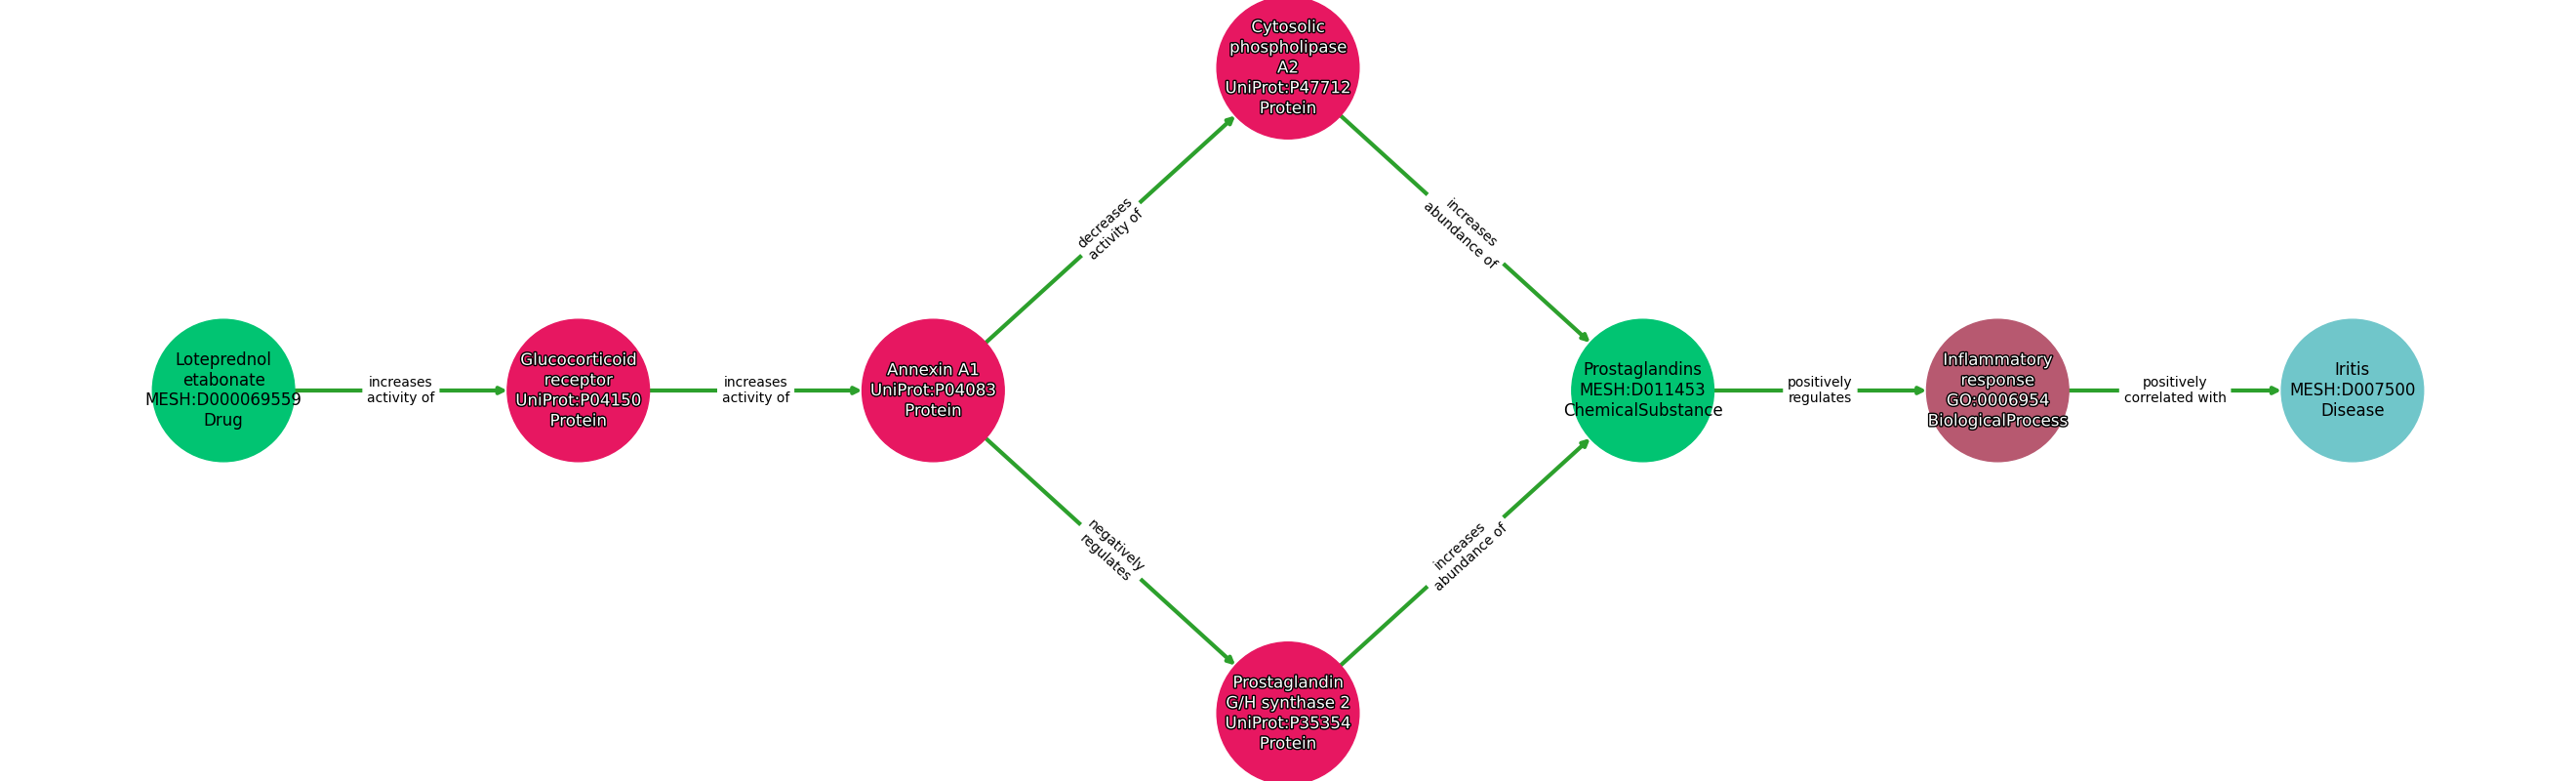 Loteprednol
etabonate
MESH:D000069559
Drug
increases
activity of
Glucocorticoid
receptor
UniProt:P04150
Protein
increases
activity of
Annexin A1
UniProt:P04083
Protein
decreases
activity of
negatively
regulates
Cytosolic
phospholipase
A2
UniProt:P47712
Protein
Prostaglandin
G/H synthase 2
UniProt:P35354
Protein
increases
abundance of
increases
abundance of
Prostaglandins
MESH:D011453
ChemicalSubstance
positively
regulates
Inflammatory
response
GO:0006954
BiologicalProcess
positively
correlated with
Iritis
MESH:D007500
Disease